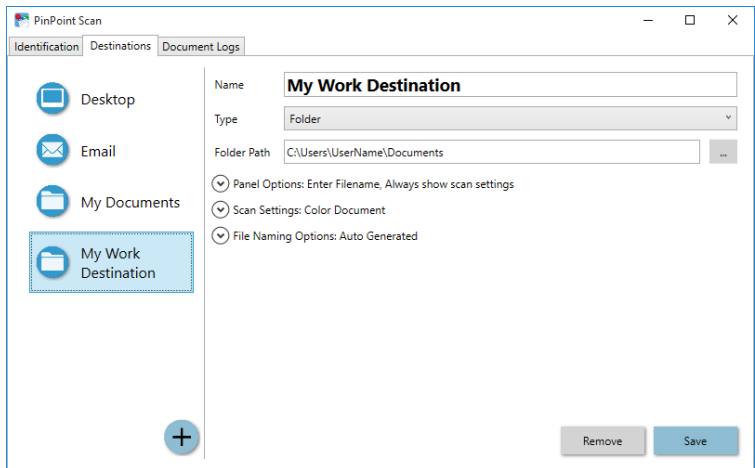 PinPoint Scan
Identification Destinations Document Logs
Desktop
Email
My Documents
My Work
Destination
Name My Work Destination
Type Folder
Folder Path C:\Users\UserName\Documents ...
Panel Options: Enter Filename, Always show scan settings
Scan Settings: Color Document
File Naming Options: Auto Generated
Remove Save